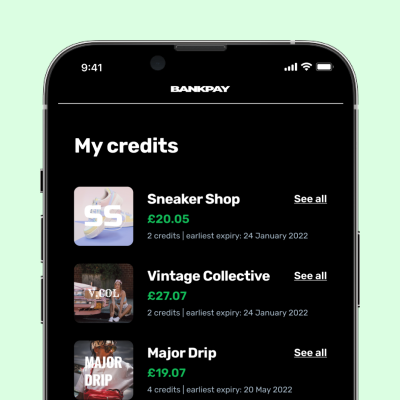 9:41
BANKPAY
My credits
SS
Sneaker Shop
See all
£20.05
2 credits | earliest expiry: 24 January 2022
V.COL
Vintage Collective
See all
£27.07
2 credits | earliest expiry: 24 January 2022
MAJOR
DRIP
Major Drip
See all
£19.07
4 credits | earliest expiry: 20 May 2022